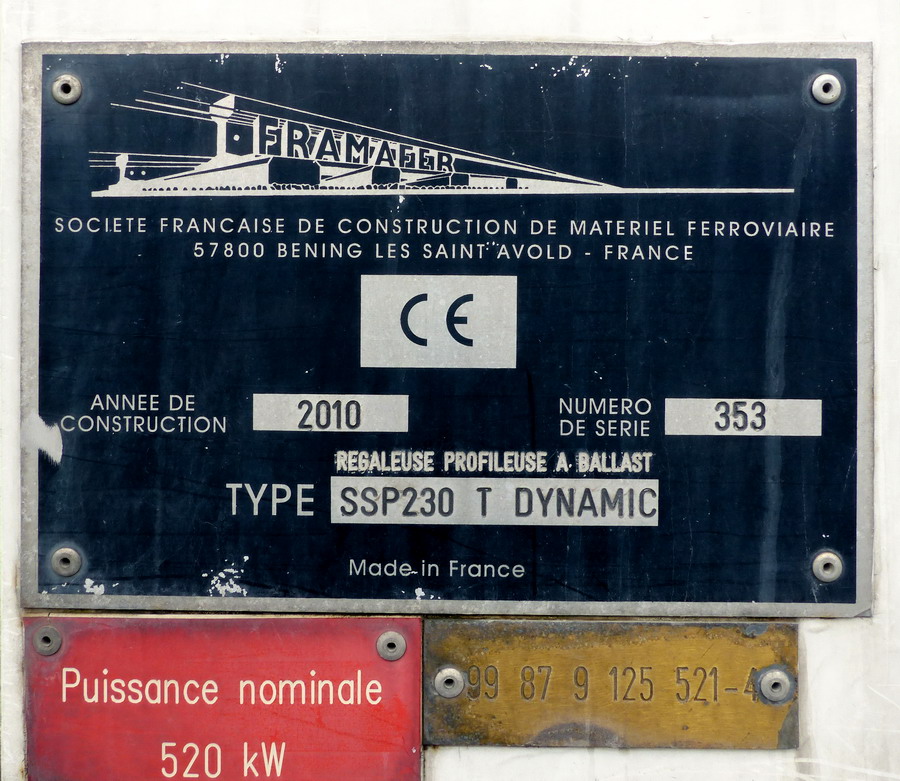 FRAMAFER
SOCIETE FRANCAISE DE CONSTRUCTION DE MATERIEL FERROVIAIRE
57800 BENING LES SAINT AVOLD - FRANCE
CE
ANNEE DE
CONSTRUCTION
2010
NUMERO
DE SERIE
353
REGALEUSE PROFILEUSE A BALLAST
TYPE SSP230 T DYNAMIC
Made in France
Puissance nominale
520 kW
99 87 9 125 521-4